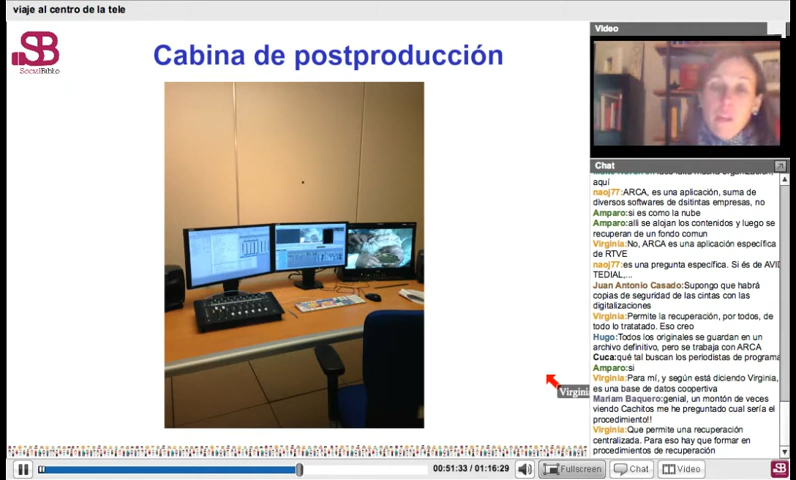 viaje al centro de la tele
SB
SocialBiblio
Cabina de postproducción
Video
Chat
aquí
naoj77:ARCA, es una aplicación, suma de
diversos softwares de dsitintas empresas, no
Amparo:si es como la nube
Amparo:alli se alojan los contenidos y luego se
recuperan de un fondo comun
Virginia:No, ARCA es una aplicación específica
de RTVE
naoj77:es una pregunta específica. Si és de AVID
TEDIAL,...
Juan Antonio Casado:Supongo que habrá
copias de seguridad de las cintas con las
digitalizaciones
Virginia:Permite la recuperación, por todos, de
todo lo tratatado. Eso creo
Hugo:Todos los originales se guardan en un
archivo definitivo, pero se trabaja con ARCA
Cuca:qué tal buscan los periodistas de programa
Amparo:si
Virginia:Para mí, y según está diciendo Virginia,
es una base de datos coopertiva
Mariam Baquero:genial, un montón de veces
viendo Cachitos me he preguntado cual sería el
procedimiento!!
Virginia:Que permite una recuperación
centralizada. Para eso hay que formar en
procedimientos de recuperación
Virgini
00:51:33 / 01:16:29
Fullscreen
Chat
Video
SB